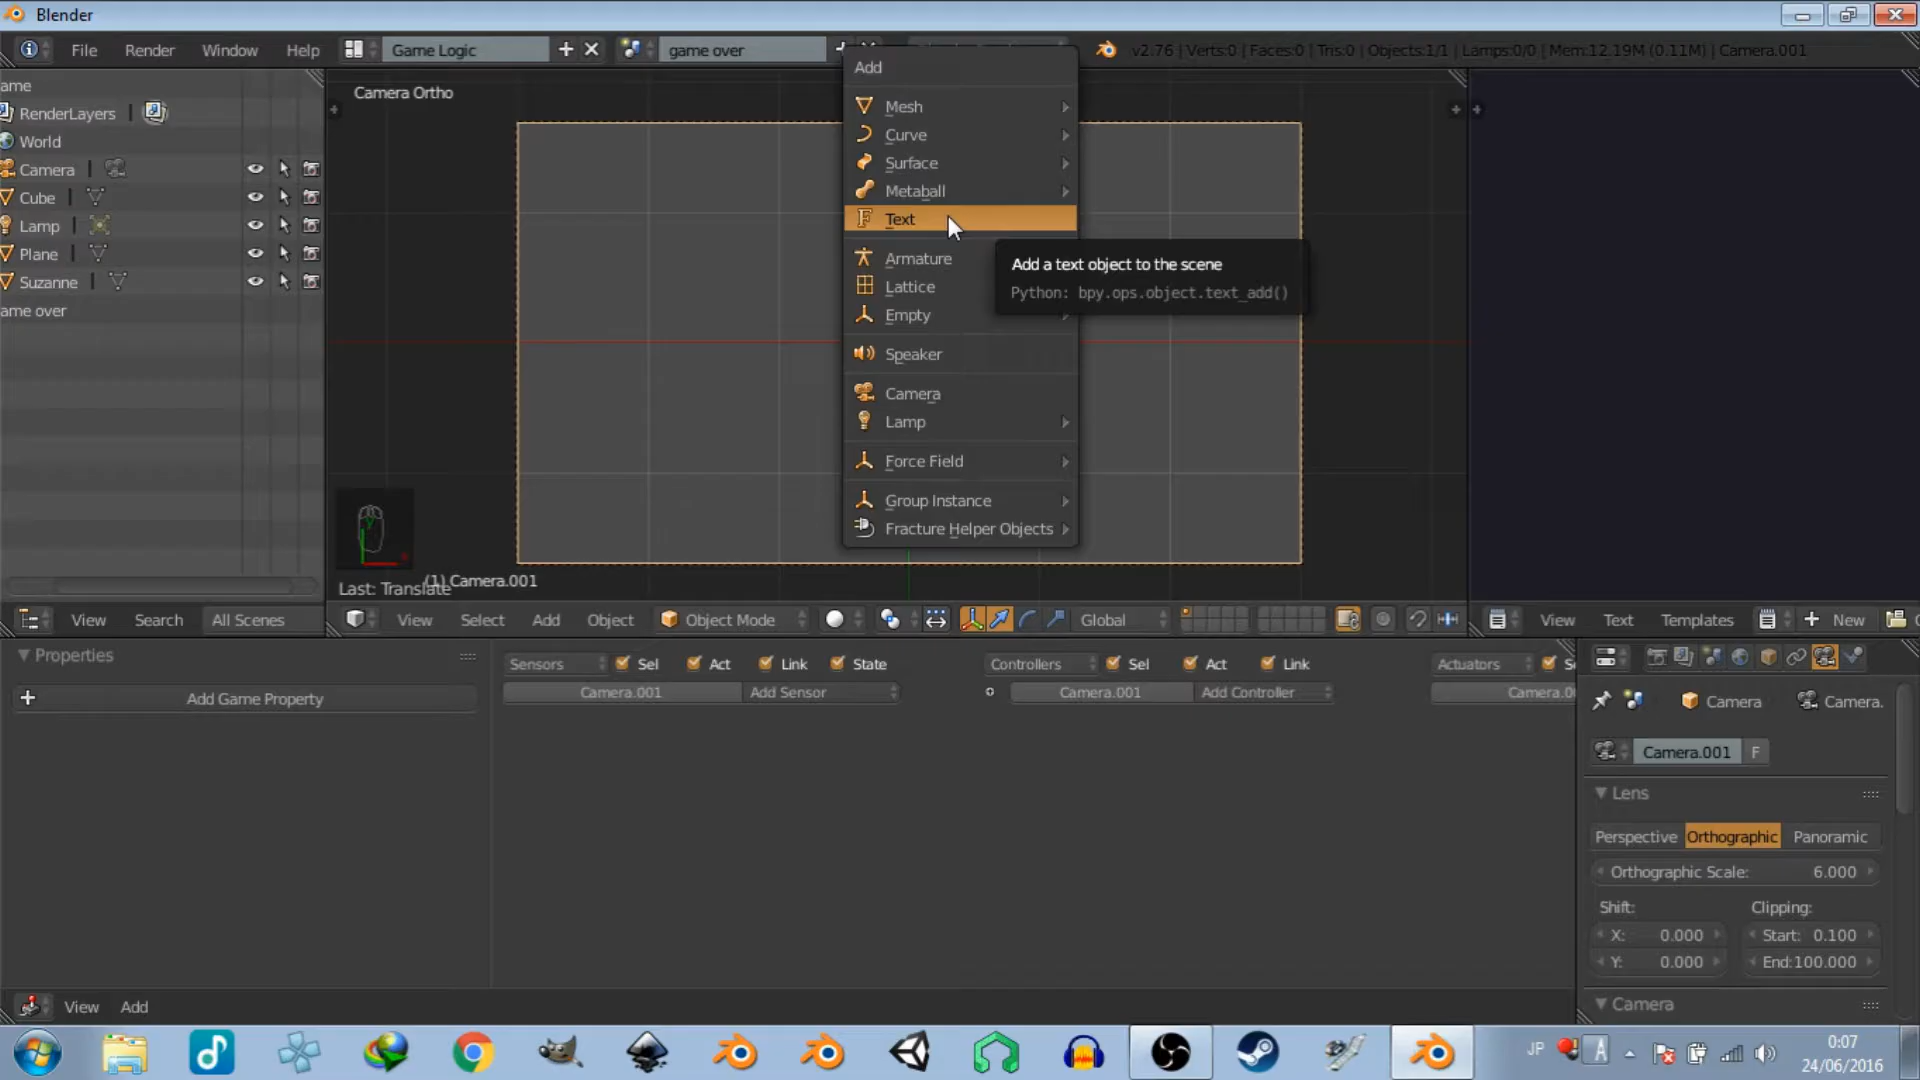 Blender
File Render Window Help Game Logic game over v2.76 | Verts:0 | Faces:0 | Tris:0 | Objects:1/1 | Lamps:0/0 | Mem:12.19M (0.11M) | Camera.001
ame
RenderLayers
World
Camera
Cube
Lamp
Plane
Suzanne
ame over
View Search All Scenes
Camera Ortho
Add
Mesh
Curve
Surface
Metaball
Text
Armature
Lattice
Empty
Speaker
Camera
Lamp
Force Field
Group Instance
Fracture Helper Objects
Add a text object to the scene
Python: bpy.ops.object.text_add()
Last: Translate
(1) Camera.001
View Select Add Object Object Mode Global
View Text Templates New
Properties
Add Game Property
Sensors Sel Act Link State
Camera.001 Add Sensor
Controllers Sel Act Link
Camera.001 Add Controller
Actuators S
Camera.0
Camera Camera.
Camera.001 F
Lens
Perspective Orthographic Panoramic
Orthographic Scale: 6.000
Shift: Clipping:
X: 0.000 Start: 0.100
Y: 0.000 End:100.000
Camera
View Add
JP A
0:07
24/06/2016